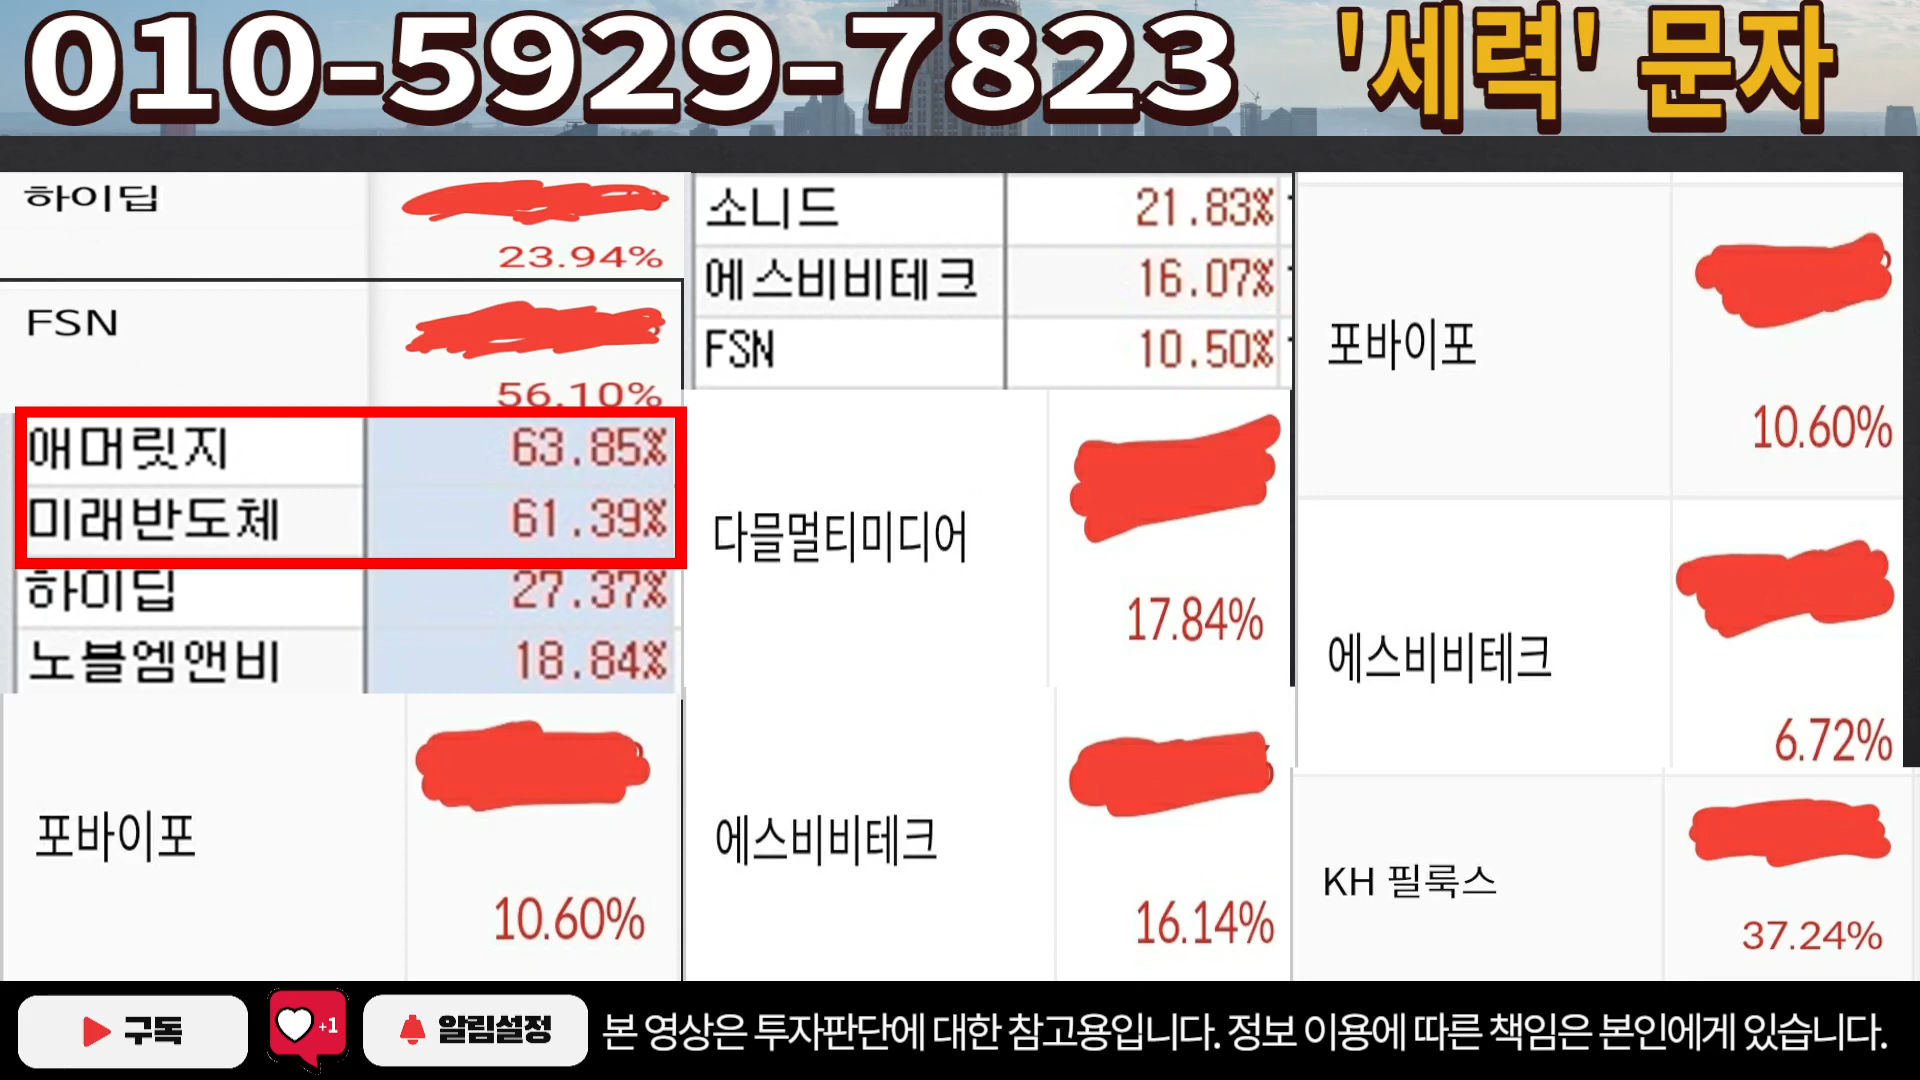 010-5929-7823 '세력' 문자
하이딥
23.94%
FSN
56.10%
애머릿지 63.85%
미래반도체 61.39%
하이딥 27.37%
노블엠앤비 18.84%
포바이포
10.60%
소니드 21.83%
에스비비테크 16.07%
FSN 10.50%
다믈멀티미디어
17.84%
에스비비테크
16.14%
포바이포
10.60%
에스비비테크
6.72%
KH 필룩스
37.24%
구독 +1 알림설정 본 영상은 투자판단에 대한 참고용입니다. 정보 이용에 따른 책임은 본인에게 있습니다.